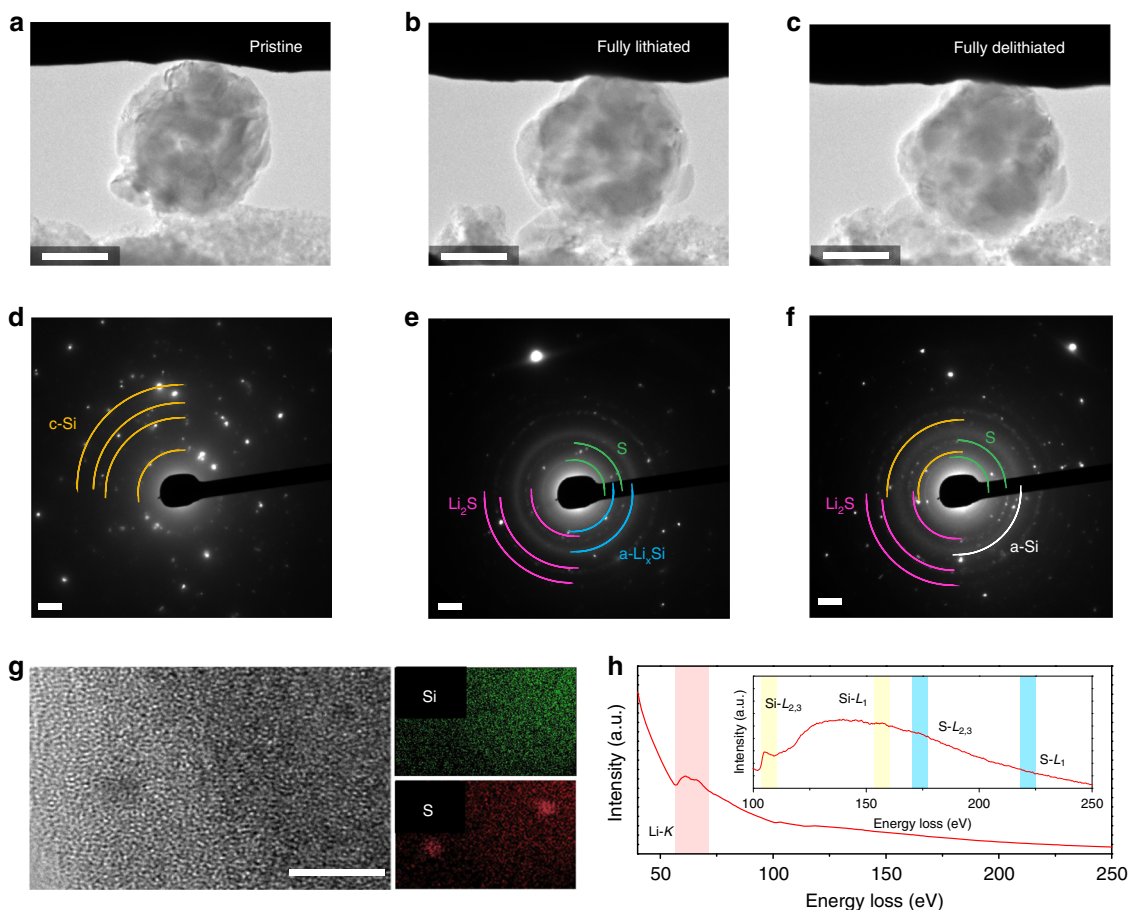 a
Pristine
b
Fully lithiated
c
Fully delithiated
d
c-Si
e
S
Li₂S
a-LiₓSi
f
S
Li₂S
a-Si
g
Si
S
h
Intensity (a.u.)
Li-K
50
100
150
200
250
Energy loss (eV)
Intensity (a.u.)
Si-L₂,₃
Si-L₁
S-L₂,₃
S-L₁
100
150
200
250
Energy loss (eV)